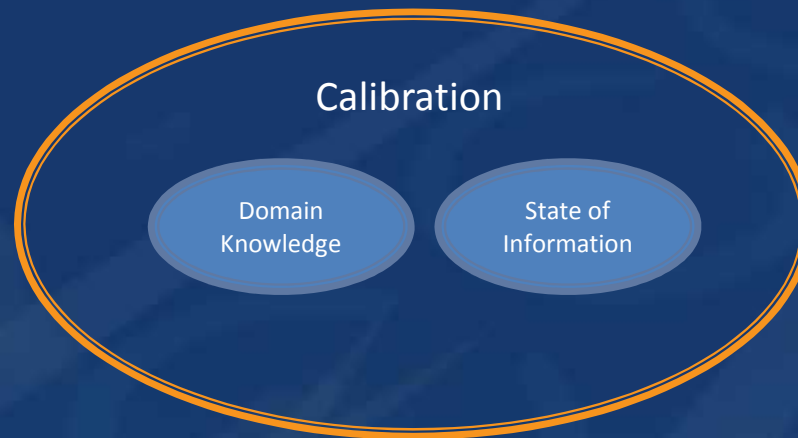 Calibration
Domain
Knowledge
State of
Information